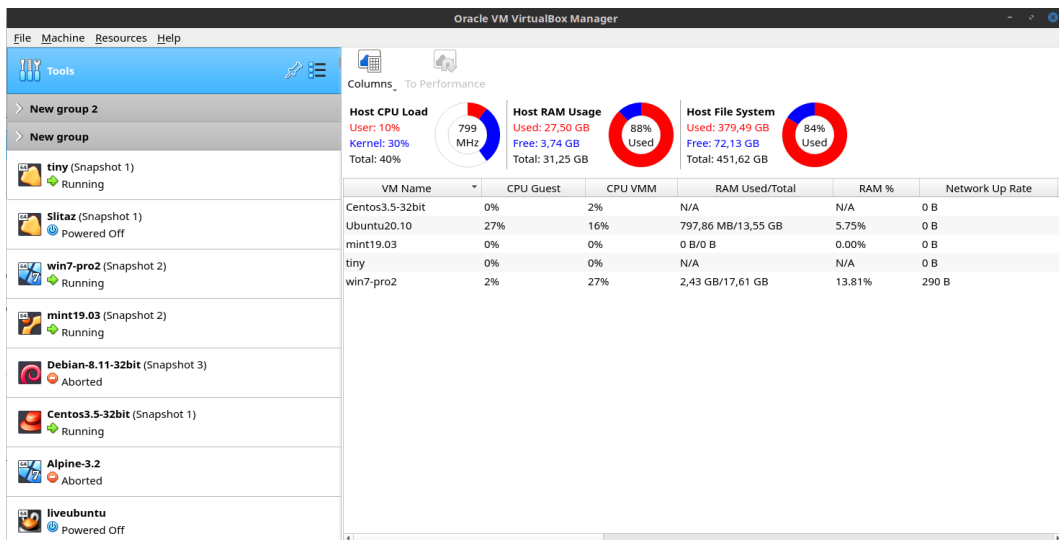 Oracle VM VirtualBox Manager
File Machine Resources Help
Tools
New group 2
New group
tiny (Snapshot 1)
Running
Slitaz (Snapshot 1)
Powered Off
win7-pro2 (Snapshot 2)
Running
mint19.03 (Snapshot 2)
Running
Debian-8.11-32bit (Snapshot 3)
Aborted
Centos3.5-32bit (Snapshot 1)
Running
Alpine-3.2
Aborted
liveubuntu
Powered Off
Columns To Performance
Host CPU Load
User: 10%
Kernel: 30%
Total: 40%
799
MHz
Host RAM Usage
Used: 27,50 GB
Free: 3,74 GB
Total: 31,25 GB
88%
Used
Host File System
Used: 379,49 GB
Free: 72,13 GB
Total: 451,62 GB
84%
Used
VM Name CPU Guest CPU VMM RAM Used/Total RAM % Network Up Rate
Centos3.5-32bit 0% 2% N/A N/A 0 B
Ubuntu20.10 27% 16% 797,86 MB/13,55 GB 5.75% 0 B
mint19.03 0% 0% 0 B/0 B 0.00% 0 B
tiny 0% 0% N/A N/A 0 B
win7-pro2 2% 27% 2,43 GB/17,61 GB 13.81% 290 B